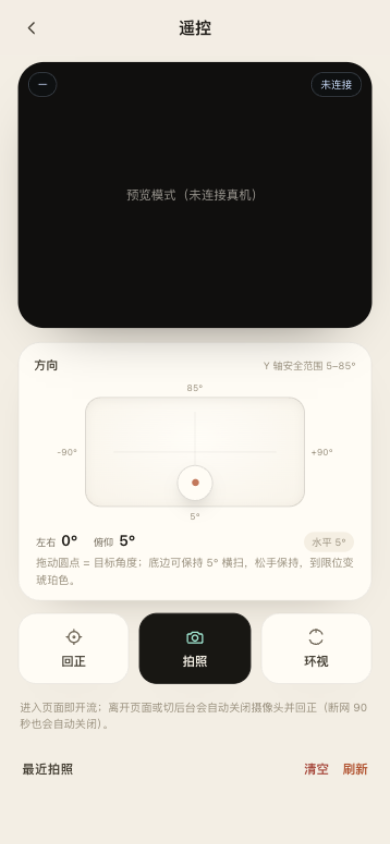 遥控
—
未连接
预览模式（未连接真机）
方向
Y 轴安全范围 5–85°
85°
-90°
+90°
5°
左右 0° 俯仰 5°
水平 5°
拖动圆点 = 目标角度；底边可保持 5° 横扫，松手保持，到限位变
琥珀色。
回正
拍照
环视
进入页面即开流；离开页面或切后台会自动关闭摄像头并回正（断网 90
秒也会自动关闭）。
最近拍照
清空
刷新